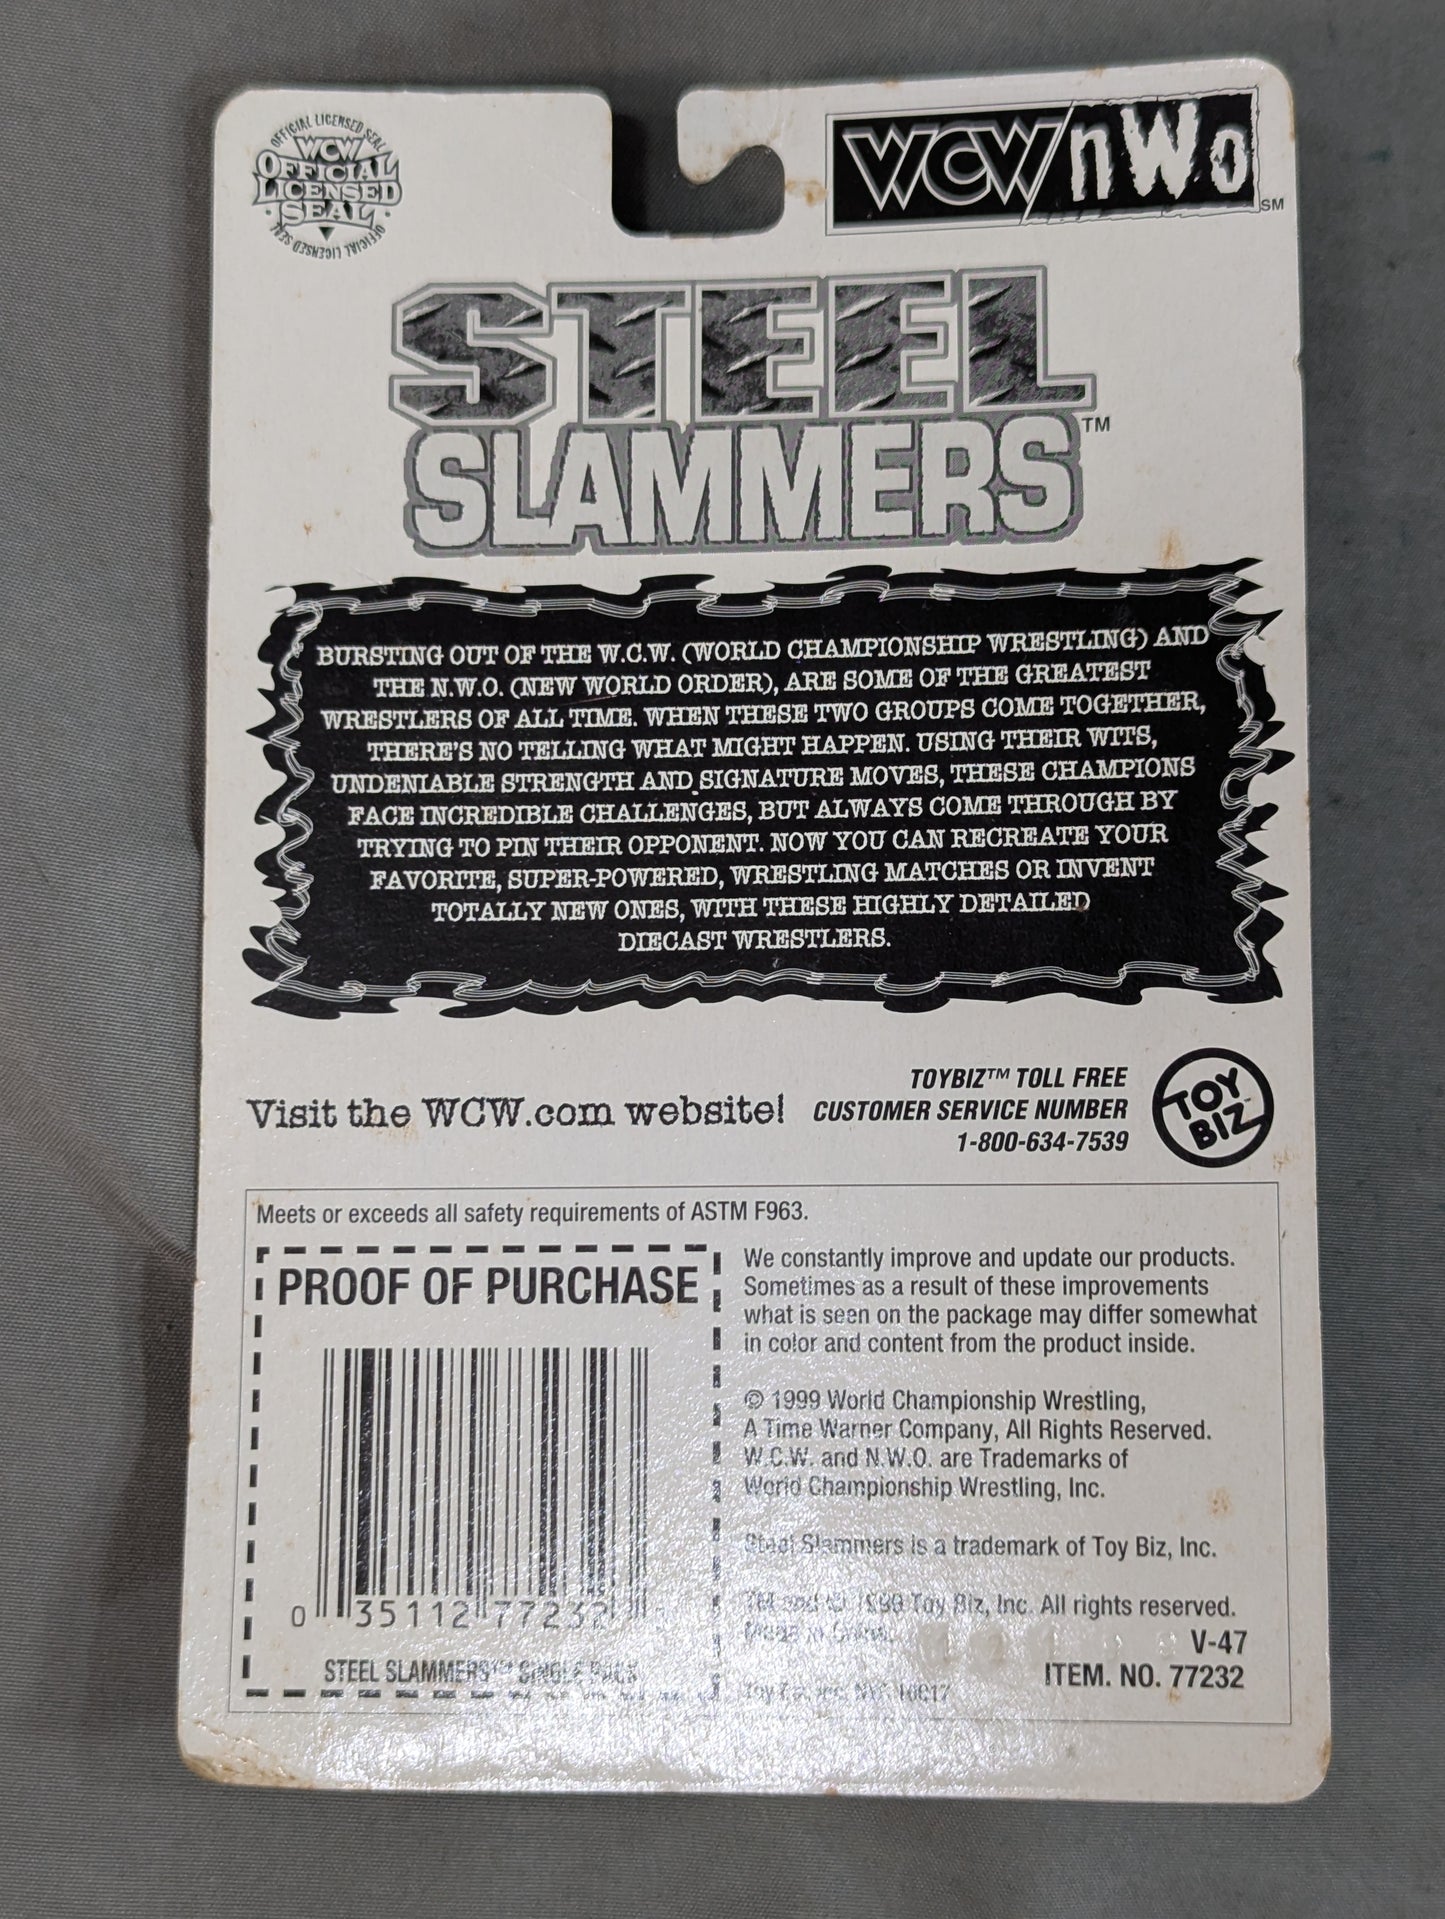 OFFICIAL LICENSED SEAL
WCW
OFFICIAL
LICENSED
SEAL
OFFICIAL LICENSED SEAL
WCW/nWo SM
STEEL
SLAMMERS™
BURSTING OUT OF THE W.C.W. (WORLD CHAMPIONSHIP WRESTLING) AND
THE N.W.O. (NEW WORLD ORDER), ARE SOME OF THE GREATEST
WRESTLERS OF ALL TIME. WHEN THESE TWO GROUPS COME TOGETHER,
THERE'S NO TELLING WHAT MIGHT HAPPEN. USING THEIR WITS,
UNDENIABLE STRENGTH AND SIGNATURE MOVES, THESE CHAMPIONS
FACE INCREDIBLE CHALLENGES, BUT ALWAYS COME THROUGH BY
TRYING TO PIN THEIR OPPONENT. NOW YOU CAN RECREATE YOUR
FAVORITE, SUPER-POWERED, WRESTLING MATCHES OR INVENT
TOTALLY NEW ONES, WITH THESE HIGHLY DETAILED
DIECAST WRESTLERS.
Visit the WCW.com website!
TOYBIZ™ TOLL FREE
CUSTOMER SERVICE NUMBER
1-800-634-7539
TOY
BIZ
Meets or exceeds all safety requirements of ASTM F963.
PROOF OF PURCHASE
0 35112 77232
STEEL SLAMMERS™ SINGLE PACK
We constantly improve and update our products.
Sometimes as a result of these improvements
what is seen on the package may differ somewhat
in color and content from the product inside.
© 1999 World Championship Wrestling,
A Time Warner Company, All Rights Reserved.
W.C.W. and N.W.O. are Trademarks of
World Championship Wrestling, Inc.
Steel Slammers is a trademark of Toy Biz, Inc.
TM and © 1999 Toy Biz, Inc. All rights reserved.
Made in China.
V-47
ITEM. NO. 77232